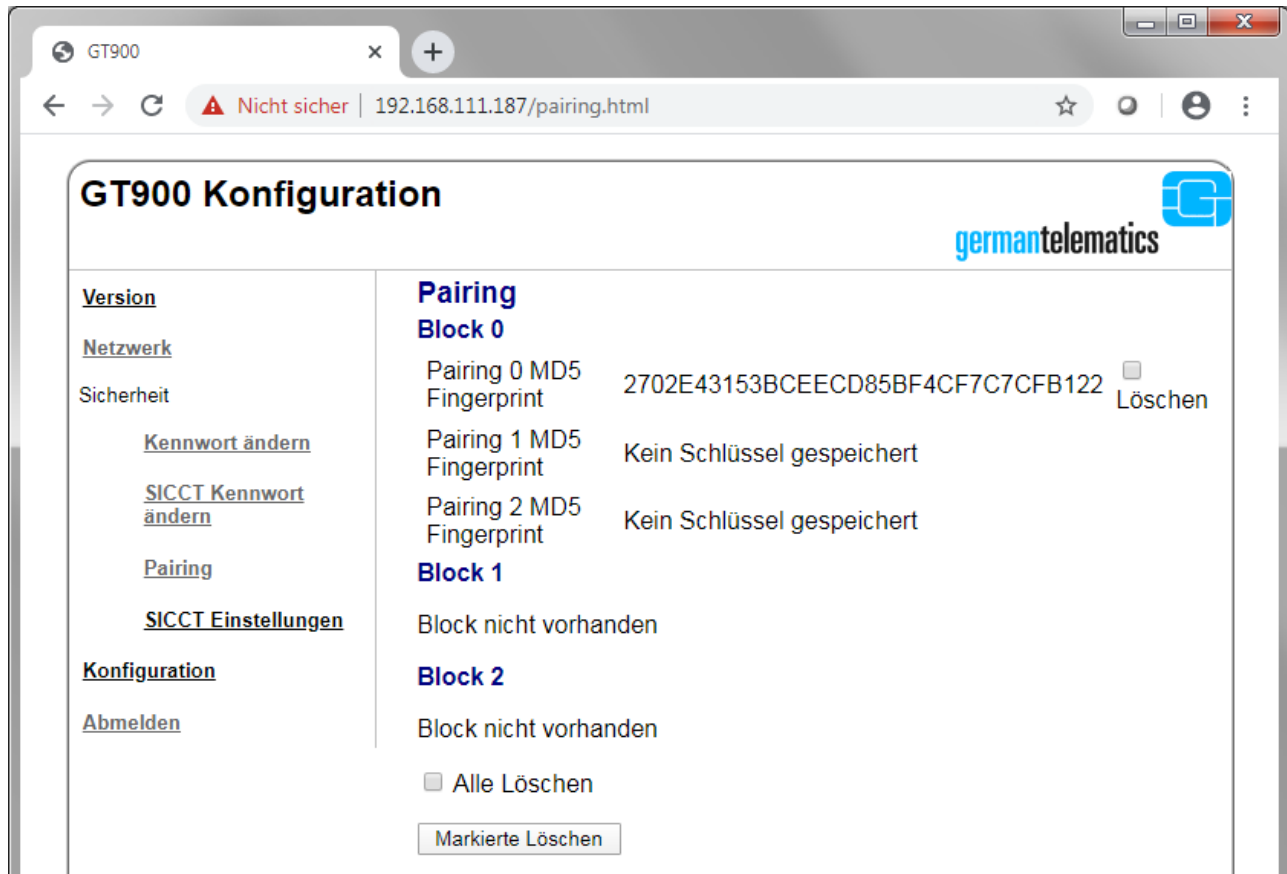 GT900
Nicht sicher 192.168.111.187/pairing.html
GT900 Konfiguration
germantelematics
Version
Netzwerk
Sicherheit
Kennwort ändern
SICCT Kennwort
ändern
Pairing
SICCT Einstellungen
Konfiguration
Abmelden
Pairing
Block 0
Pairing 0 MD5
Fingerprint
2702E43153BCEECD85BF4CF7C7CFB122
Löschen
Pairing 1 MD5
Fingerprint
Kein Schlüssel gespeichert
Pairing 2 MD5
Fingerprint
Kein Schlüssel gespeichert
Block 1
Block nicht vorhanden
Block 2
Block nicht vorhanden
Alle Löschen
Markierte Löschen